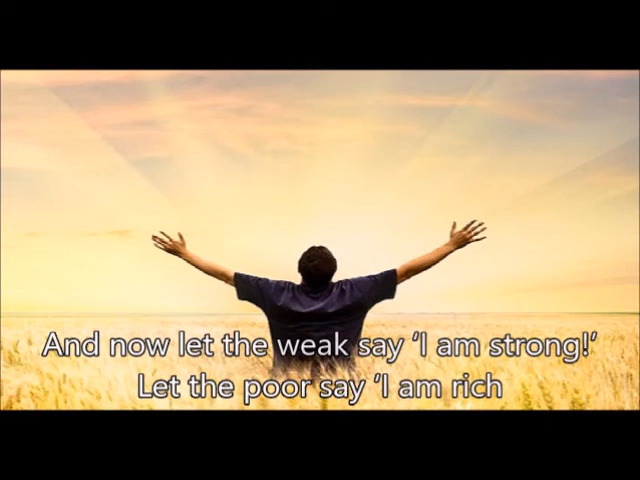 And now let the weak say ‘I am strong!’
Let the poor say ‘I am rich